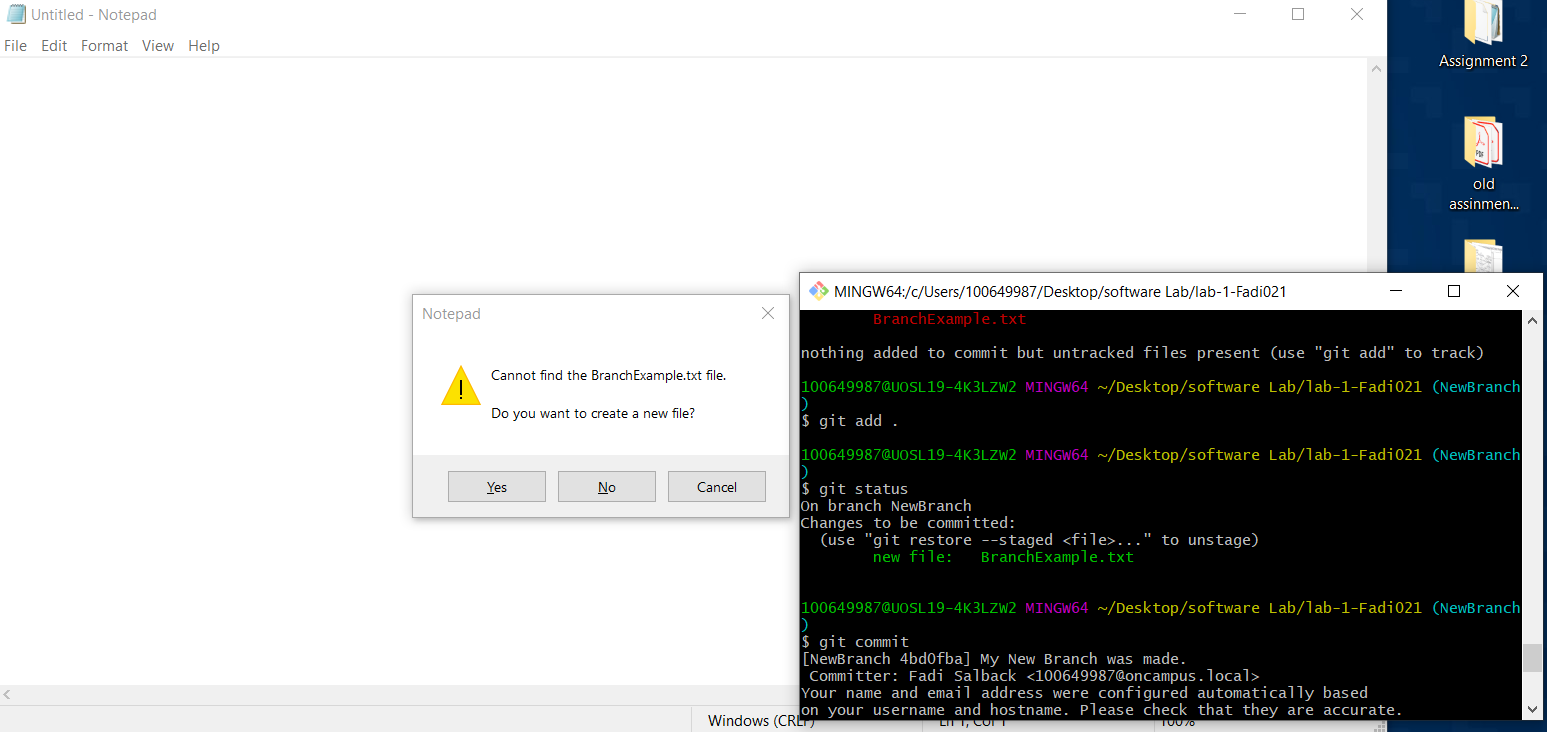 Untitled - Notepad
File Edit Format View Help
Assignment 2
PDF
old
assinmen...
Notepad
Cannot find the BranchExample.txt file.
Do you want to create a new file?
Yes No Cancel
MINGW64:/c/Users/100649987/Desktop/software Lab/lab-1-Fadi021
BranchExample.txt
nothing added to commit but untracked files present (use "git add" to track)
100649987@UOSL19-4K3LZW2 MINGW64 ~/Desktop/software Lab/lab-1-Fadi021 (NewBranch
)
$ git add .
100649987@UOSL19-4K3LZW2 MINGW64 ~/Desktop/software Lab/lab-1-Fadi021 (NewBranch
)
$ git status
On branch NewBranch
Changes to be committed:
(use "git restore --staged <file>..." to unstage)
new file: BranchExample.txt
100649987@UOSL19-4K3LZW2 MINGW64 ~/Desktop/software Lab/lab-1-Fadi021 (NewBranch
)
$ git commit
[NewBranch 4bd0fba] My New Branch was made.
Committer: Fadi Salback <100649987@oncampus.local>
Your name and email address were configured automatically based
on your username and hostname. Please check that they are accurate.
Windows (CRLF) Ln 1, Col 1 100%